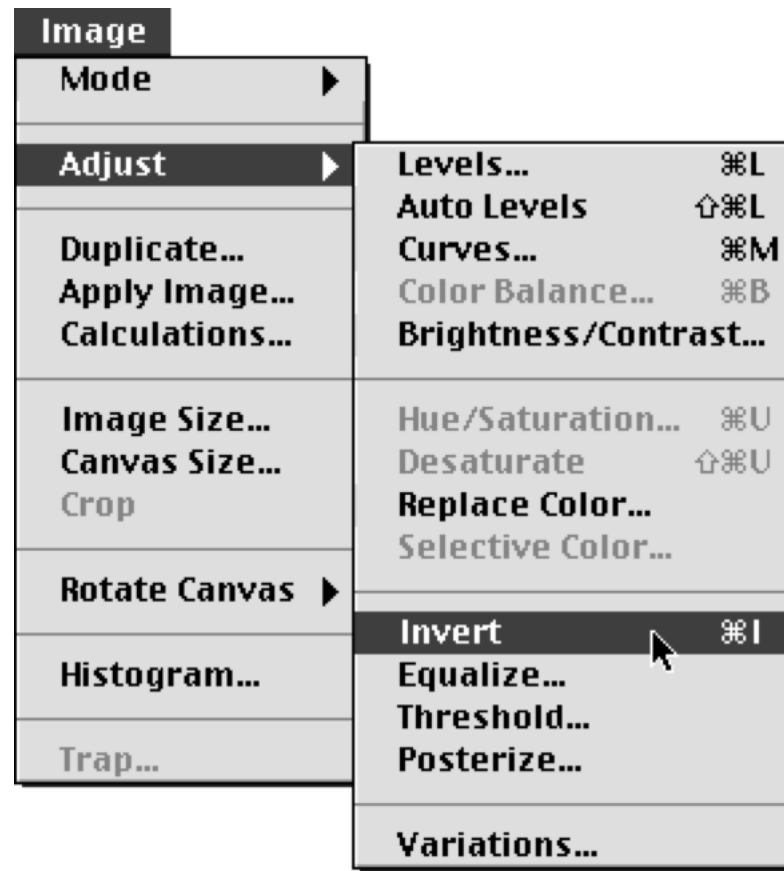 Image
Mode
Adjust
Duplicate...
Apply Image...
Calculations...
Image Size...
Canvas Size...
Crop
Rotate Canvas
Histogram...
Trap...
Levels... ⌘L
Auto Levels ⇧⌘L
Curves... ⌘M
Color Balance... ⌘B
Brightness/Contrast...
Hue/Saturation... ⌘U
Desaturate ⇧⌘U
Replace Color...
Selective Color...
Invert ⌘I
Equalize...
Threshold...
Posterize...
Variations...